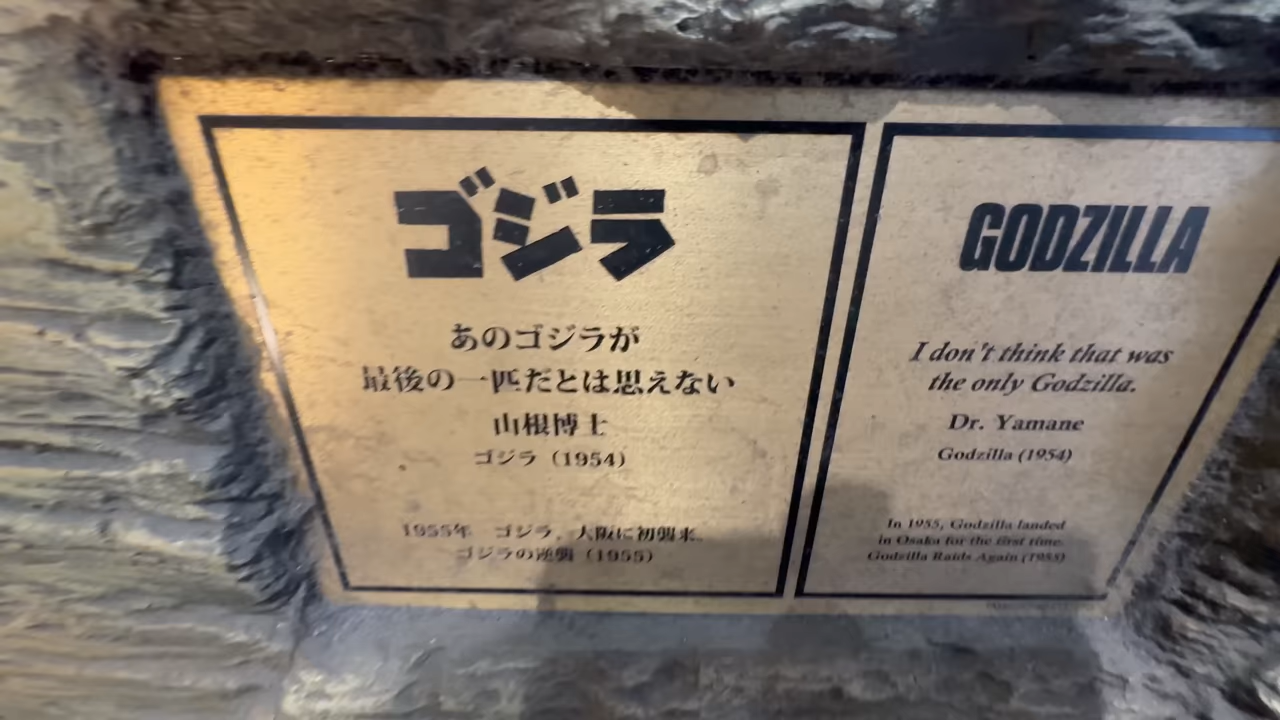 ゴジラ
あのゴジラが
最後の一匹だとは思えない
山根博士
ゴジラ（1954）
1955年　ゴジラ、大阪に初襲来。
ゴジラの逆襲（1955）
GODZILLA
I don't think that was
the only Godzilla.
Dr. Yamane
Godzilla (1954)
In 1955, Godzilla landed
in Osaka for the first time.
Godzilla Raids Again (1955)